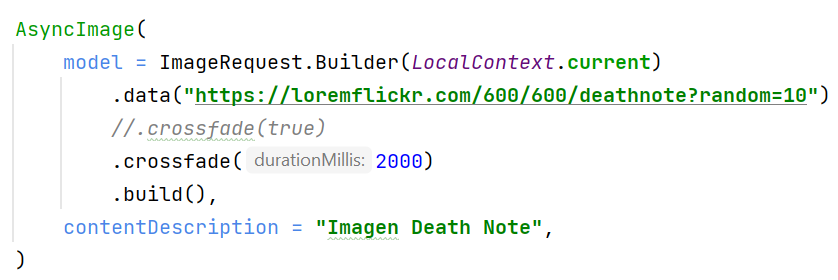 AsyncImage(
model = ImageRequest.Builder(LocalContext.current)
.data("https://loremflickr.com/600/600/deathnote?random=10")
//.crossfade(true)
.crossfade( durationMillis: 2000)
.build(),
contentDescription = "Imagen Death Note",
)